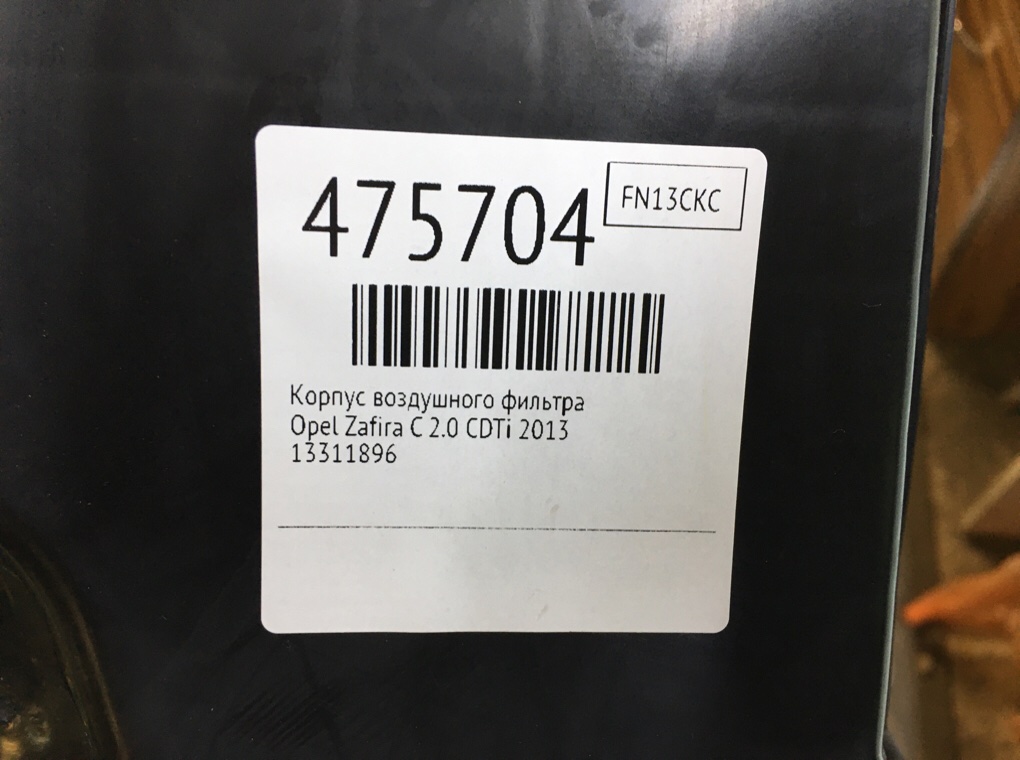 475704
FN13CKC
Корпус воздушного фильтра
Opel Zafira C 2.0 CDTi 2013
13311896